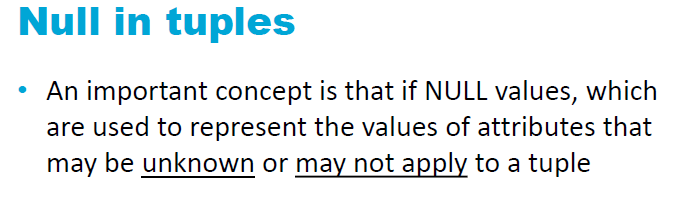 Null in tuples
• An important concept is that if NULL values, which
are used to represent the values of attributes that
may be unknown or may not apply to a tuple